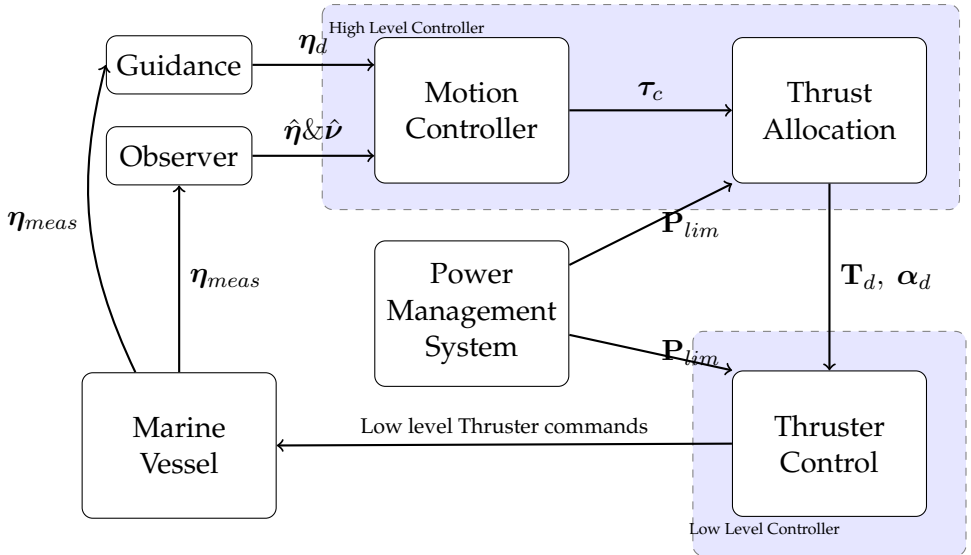 High Level Controller
Guidance
η_d
Motion
Controller
τ_c
Thrust
Allocation
Observer
η̂&ν̂
η_meas
η_meas
Power
Management
System
P_lim
P_lim
T_d, α_d
Marine
Vessel
Low level Thruster commands
Thruster
Control
Low Level Controller